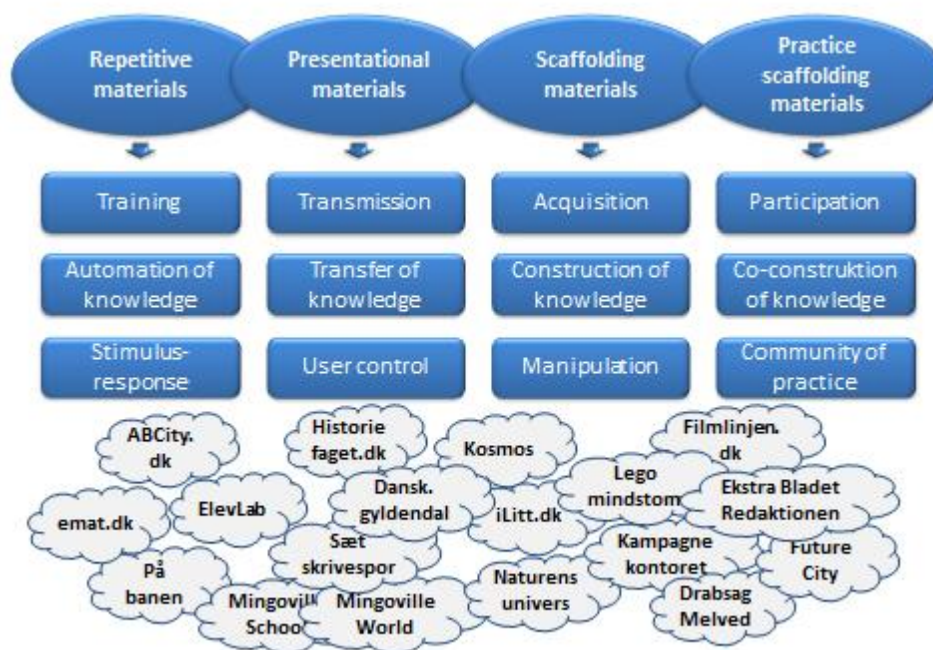 Repetitive
materials
Presentational
materials
Scaffolding
materials
Practice
scaffolding
materials
Training
Transmission
Acquisition
Participation
Automation of
knowledge
Transfer of
knowledge
Construction of
knowledge
Co-construktion
of knowledge
Stimulus-
response
User control
Manipulation
Community of
practice
ABCity.
dk
Historie
faget.dk
Kosmos
Filmlinjen.
dk
emat.dk
ElevLab
Dansk.
gyldendal
iLitt.dk
Lego
mindstom
Ekstra Bladet
Redaktionen
På
banen
Sæt
skrivespor
Kampagne
kontoret
Future
City
Mingoville
Schoo
Mingoville
World
Naturens
univers
Drabsag
Melved